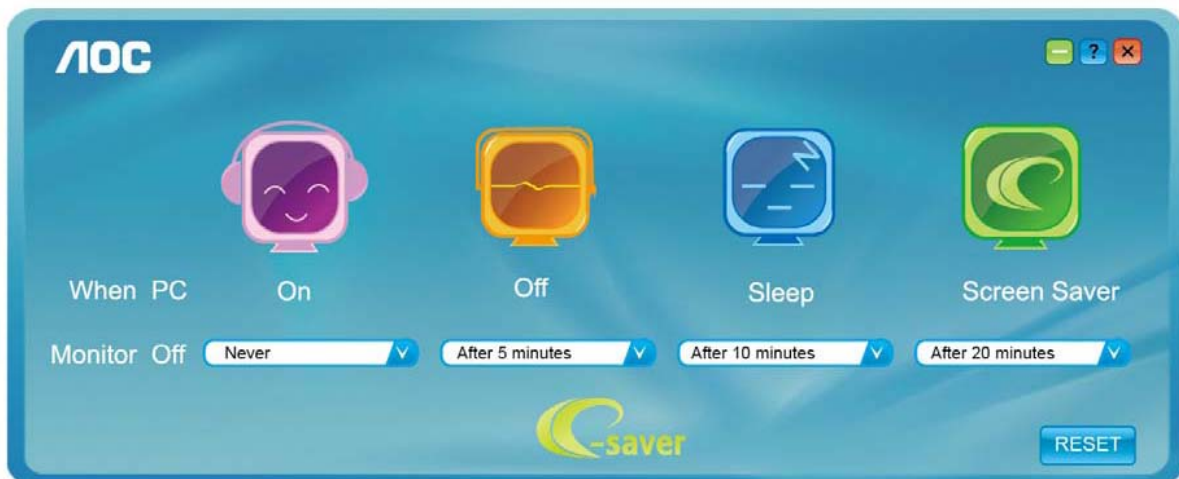 AOC
?
When PC On Off Sleep Screen Saver
Monitor Off Never After 5 minutes After 10 minutes After 20 minutes
e-saver
RESET